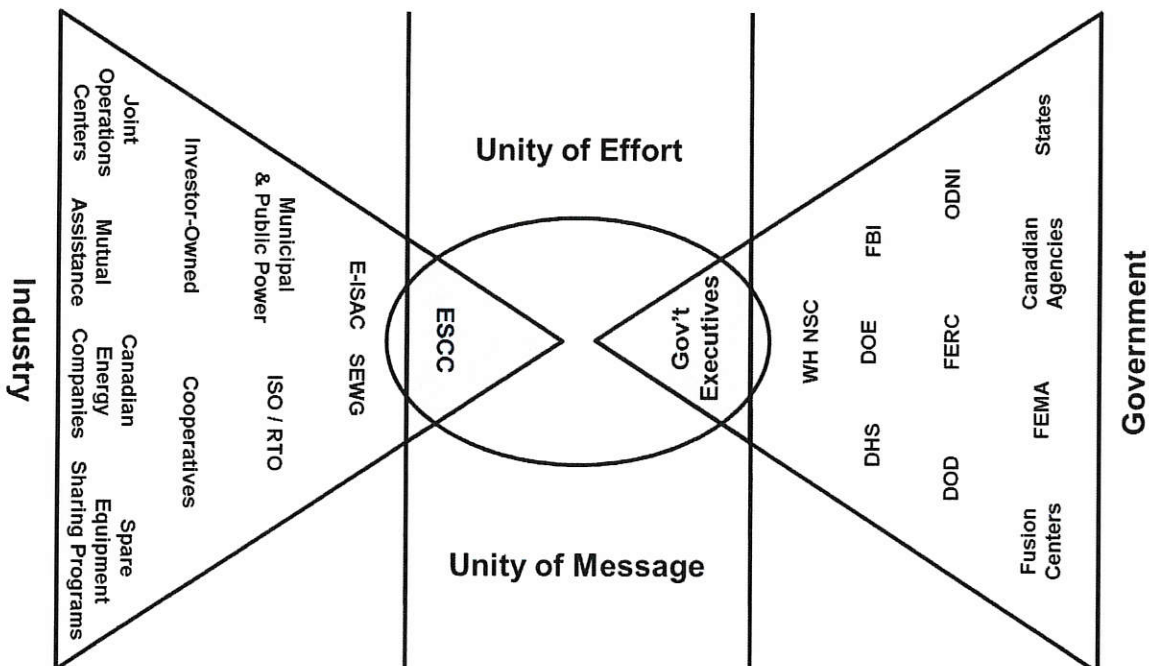 Industry
Joint
Operations
Centers
Mutual
Assistance
Canadian
Energy
Companies
Spare
Equipment
Sharing Programs
Investor-Owned
Cooperatives
Municipal
& Public Power
ISO / RTO
E-ISAC
SEWG
ESCC
Unity of Effort
Unity of Message
Gov't
Executives
WH NSC
FBI
DOE
DHS
ODNI
FERC
DOD
States
Canadian
Agencies
FEMA
Fusion
Centers
Government